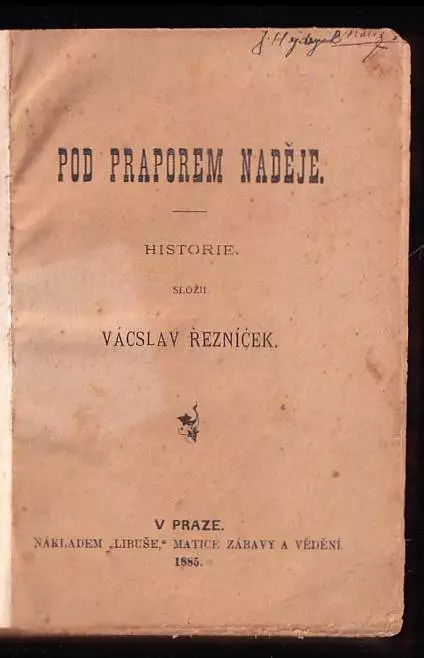 POD PRAPOREM NADĚJE.
HISTORIE.
SLOŽIL
VÁCSLAV ŘEZNÍČEK.
V PRAZE.
NÁKLADEM „LIBUŠE,“ MATICE ZÁBAVY A VĚDĚNÍ.
1885.